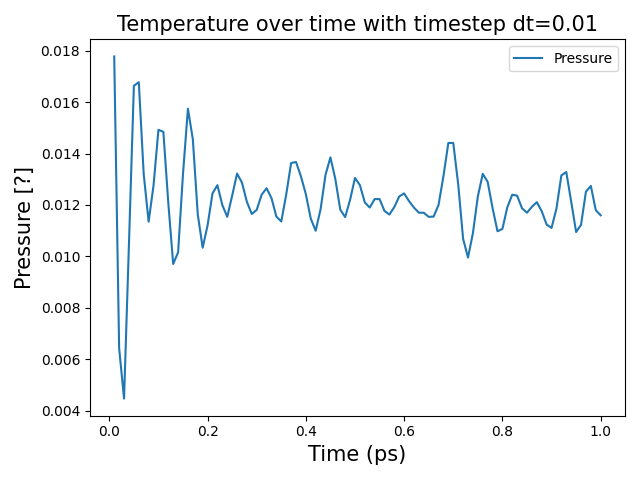 Temperature over time with timestep dt=0.01
Pressure
Pressure [?]
0.018
0.016
0.014
0.012
0.010
0.008
0.006
0.004
0.0 0.2 0.4 0.6 0.8 1.0
Time (ps)